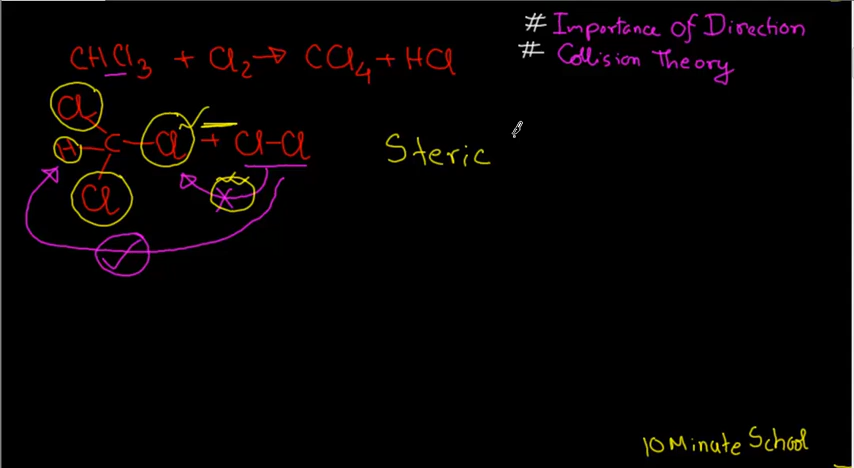 # Importance of Direction
# Collision Theory
CHCl3 + Cl2 → CCl4 + HCl
Cl
H – C – Cl + Cl–Cl
Cl
Steric
10 Minute School